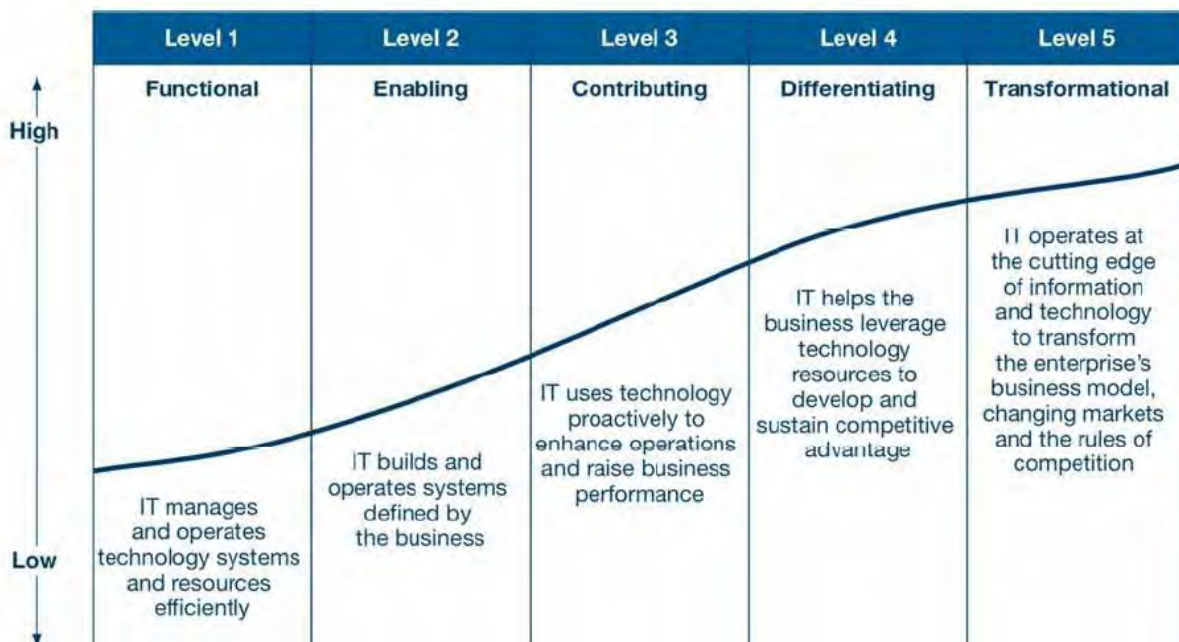 Level 1
Level 2
Level 3
Level 4
Level 5
Functional
Enabling
Contributing
Differentiating
Transformational
High
Low
IT manages
and operates
technology systems
and resources
efficiently
IT builds and
operates systems
defined by
the business
IT uses technology
proactively to
enhance operations
and raise business
performance
IT helps the
business leverage
technology
resources to
develop and
sustain competitive
advantage
IT operates at
the cutting edge
of information
and technology
to transform
the enterprise's
business model,
changing markets
and the rules of
competition